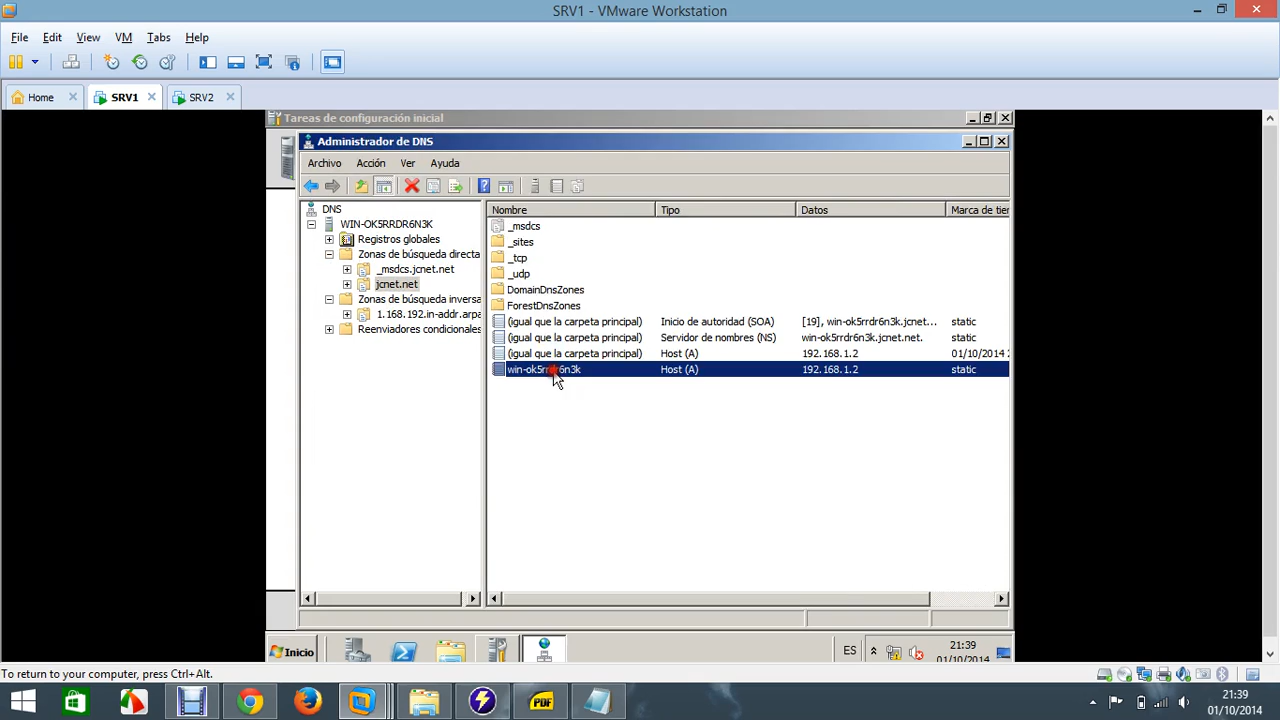 SRV1 - VMware Workstation
File Edit View VM Tabs Help
Home SRV1 SRV2
Tareas de configuración inicial
Administrador de DNS
Archivo Acción Ver Ayuda
DNS
WIN-OK5RRDR6N3K
Registros globales
Zonas de búsqueda directa
_msdcs.jcnet.net
jcnet.net
Zonas de búsqueda inversa
1.168.192.in-addr.arpa
Reenviadores condicionales
Nombre Tipo Datos Marca de tier
_msdcs
_sites
_tcp
_udp
DomainDnsZones
ForestDnsZones
(igual que la carpeta principal) Inicio de autoridad (SOA) [19], win-ok5rrdr6n3k.jcnet... static
(igual que la carpeta principal) Servidor de nombres (NS) win-ok5rrdr6n3k.jcnet.net. static
(igual que la carpeta principal) Host (A) 192.168.1.2 01/10/2014 2
win-ok5rrdr6n3k Host (A) 192.168.1.2 static
Inicio
ES
21:39
01/10/2014
To return to your computer, press Ctrl+Alt.
PDF
21:39
01/10/2014